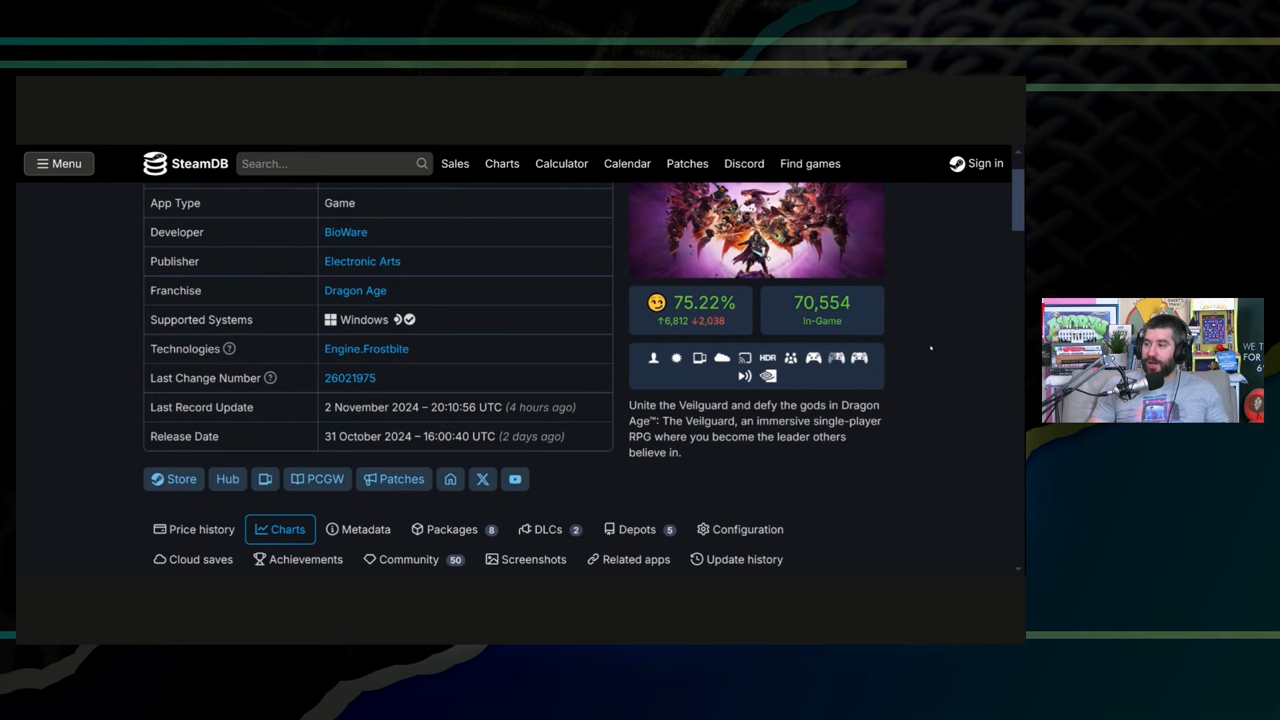 Menu
SteamDB
Search...
Sales
Charts
Calculator
Calendar
Patches
Discord
Find games
Sign in
App Type Game
Developer BioWare
Publisher Electronic Arts
Franchise Dragon Age
Supported Systems Windows
Technologies Engine.Frostbite
Last Change Number 26021975
Last Record Update 2 November 2024 – 20:10:56 UTC (4 hours ago)
Release Date 31 October 2024 – 16:00:40 UTC (2 days ago)
75.22%
↑6,812 ↓2,038
70,554
In-Game
HDR
Unite the Veilguard and defy the gods in Dragon
Age™: The Veilguard, an immersive single-player
RPG where you become the leader others
believe in.
Store
Hub
PCGW
Patches
Price history
Charts
Metadata
Packages 8
DLCs 2
Depots 5
Configuration
Cloud saves
Achievements
Community 50
Screenshots
Related apps
Update history
WE T
FOR